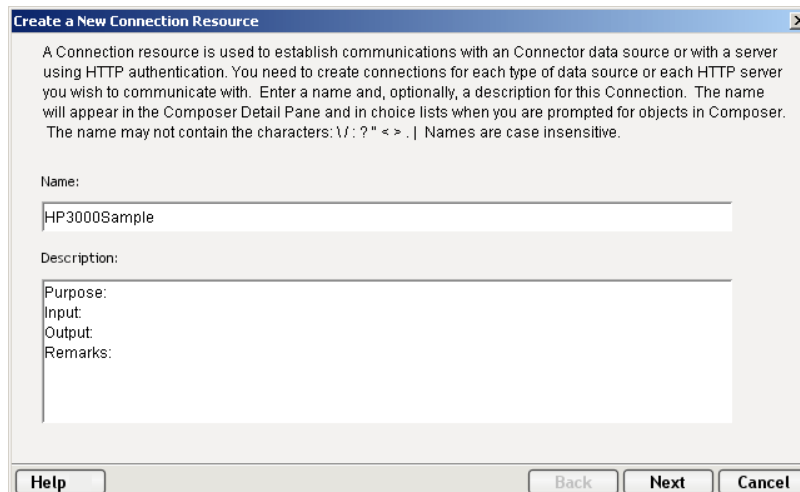 Create a New Connection Resource
A Connection resource is used to establish communications with an Connector data source or with a server
using HTTP authentication. You need to create connections for each type of data source or each HTTP server
you wish to communicate with.  Enter a name and, optionally, a description for this Connection.  The name
will appear in the Composer Detail Pane and in choice lists when you are prompted for objects in Composer.
The name may not contain the characters: \ / : ? " < > . |  Names are case insensitive.
Name:
HP3000Sample
Description:
Purpose:
Input:
Output:
Remarks:
Help
Back
Next
Cancel